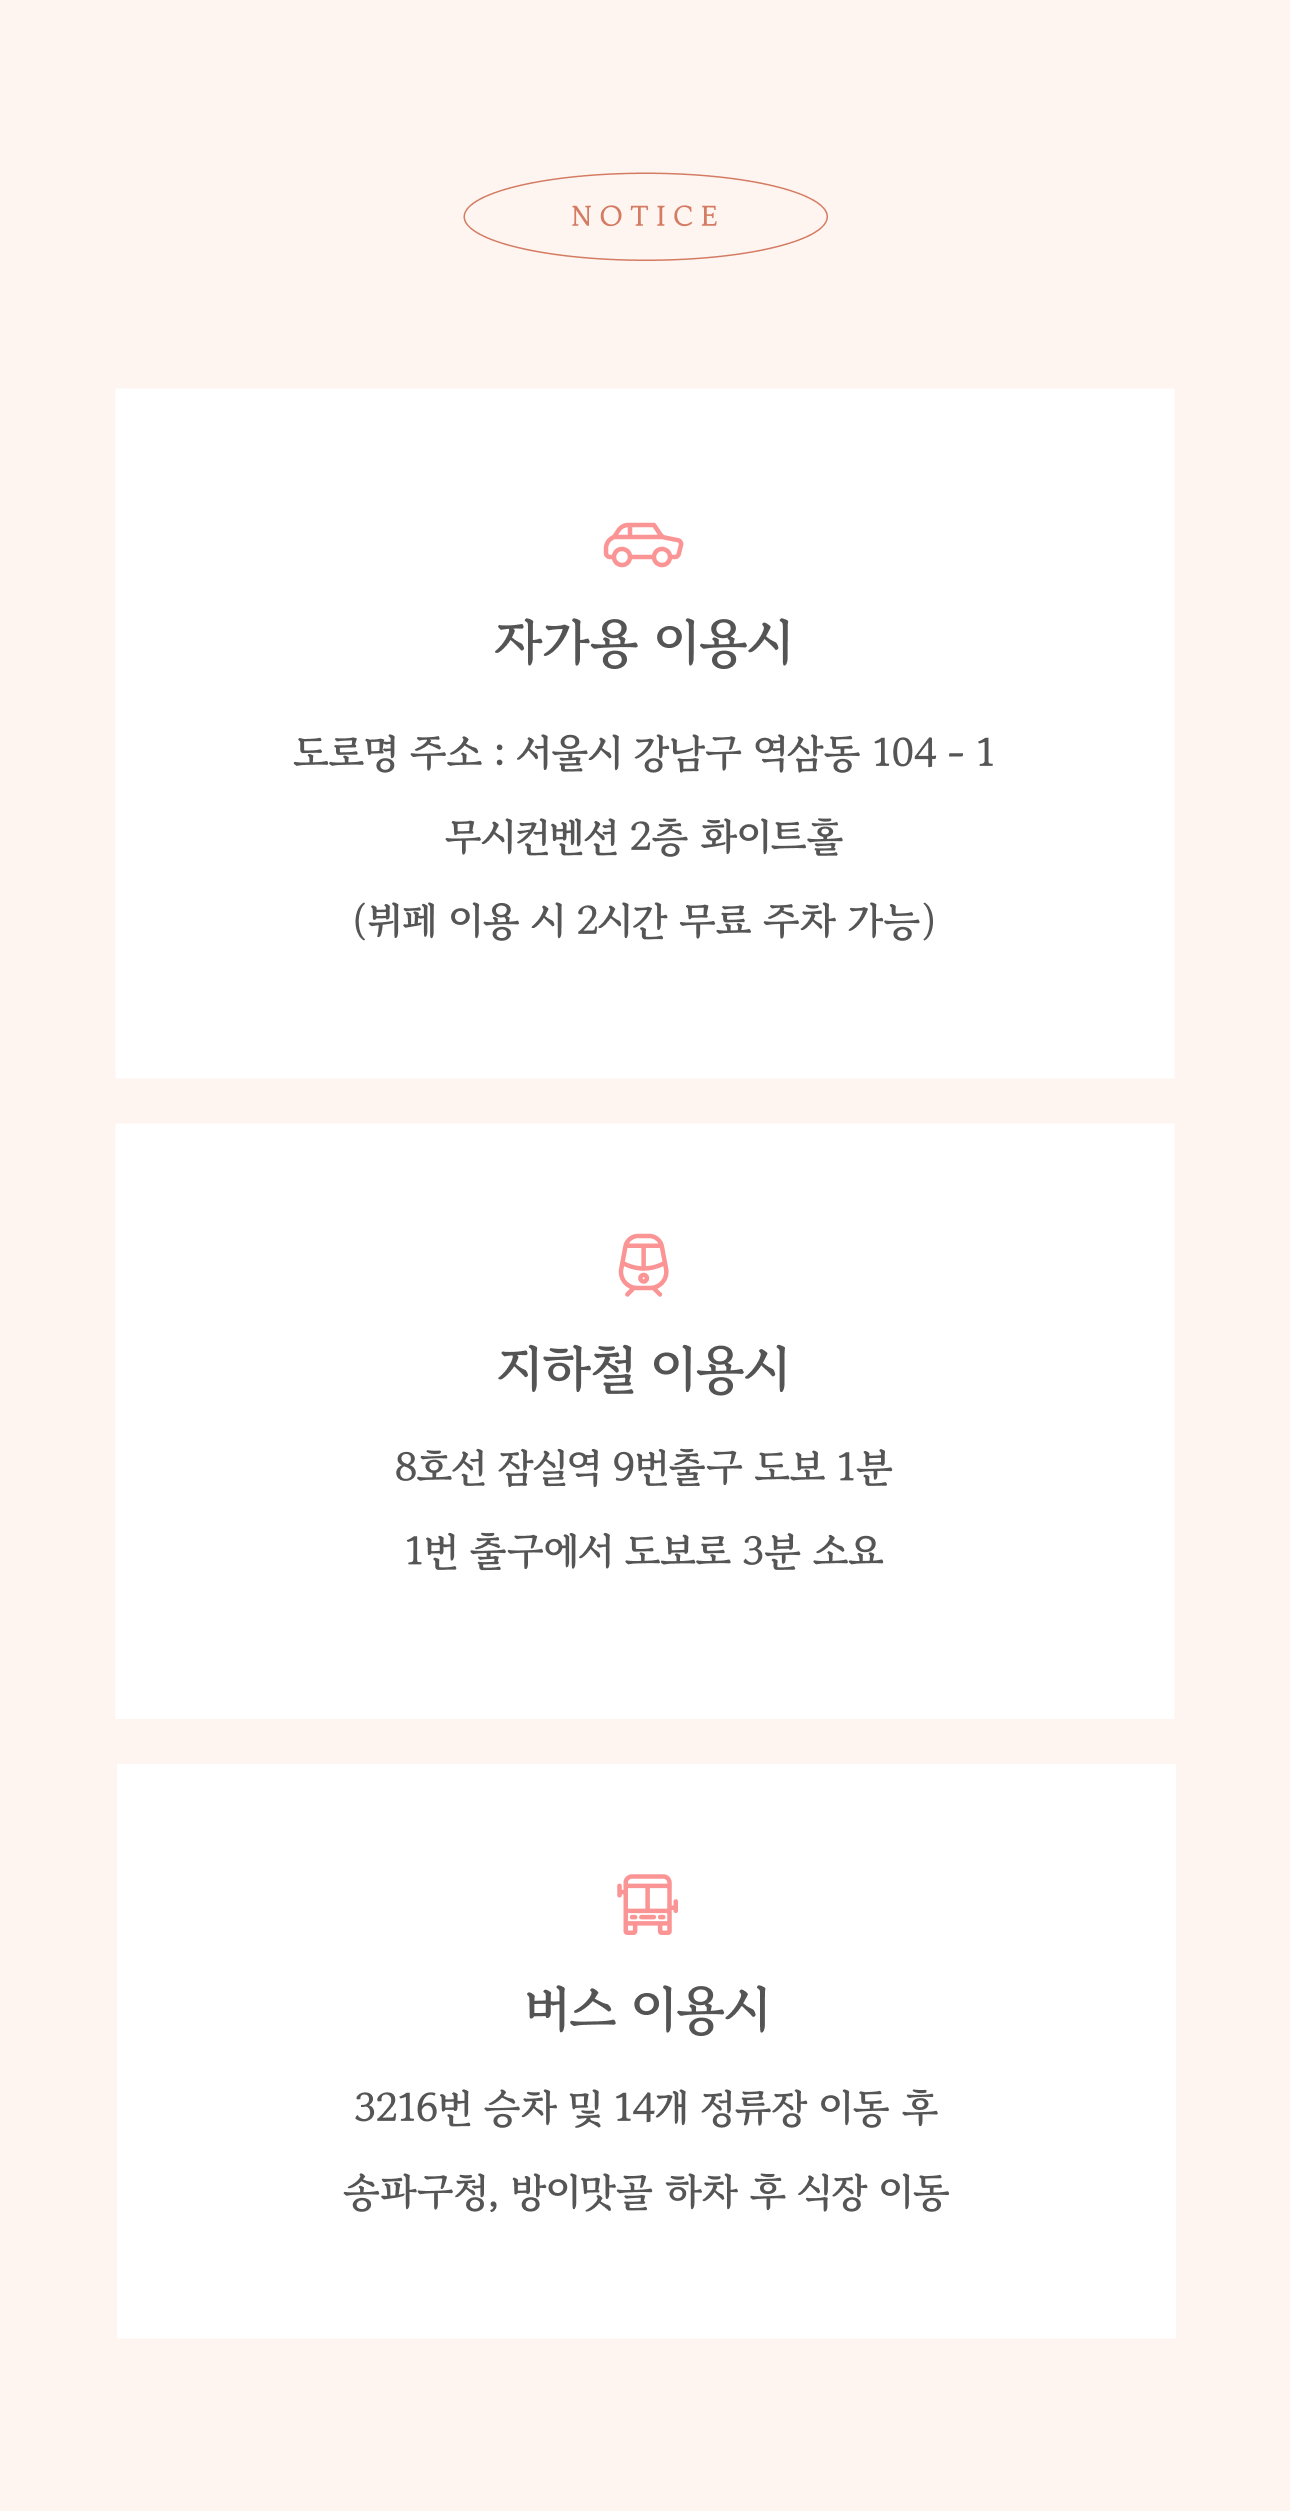 NOTICE
자가용 이용시
도로명 주소 : 서울시 강남구 역삼동 104 - 1
무시컨벤션 2층 화이트홀
(뷔페 이용 시 2시간 무료 주차 가능)
지하철 이용시
8호선 잠실역 9번출구 도보 1분
1번 출구에서 도보로 3분 소요
버스 이용시
3216번 승차 및 14개 정류장 이동 후
송파구청, 방이맛골 하차 후 식장 이동